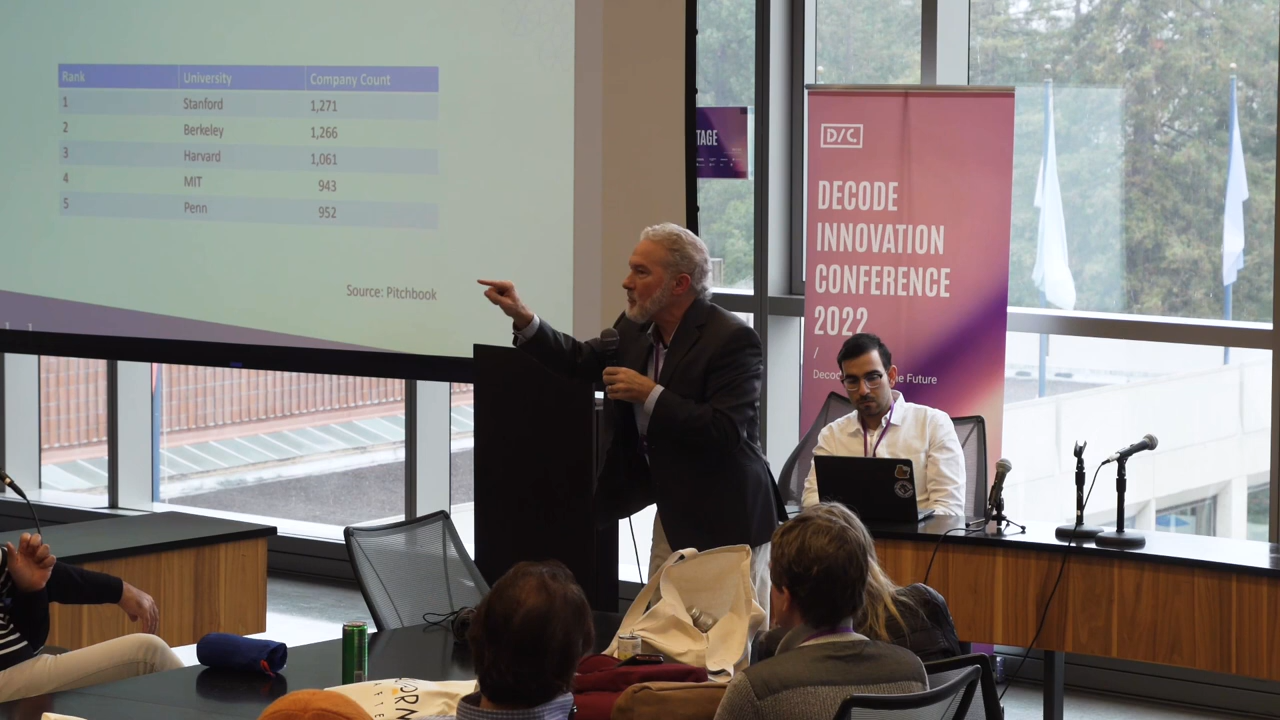 Rank University Company Count
1 Stanford 1,271
2 Berkeley 1,266
3 Harvard 1,061
4 MIT 943
5 Penn 952
Source: Pitchbook
TAGE
D/C
DECODE
INNOVATION
CONFERENCE
2022
/
Future